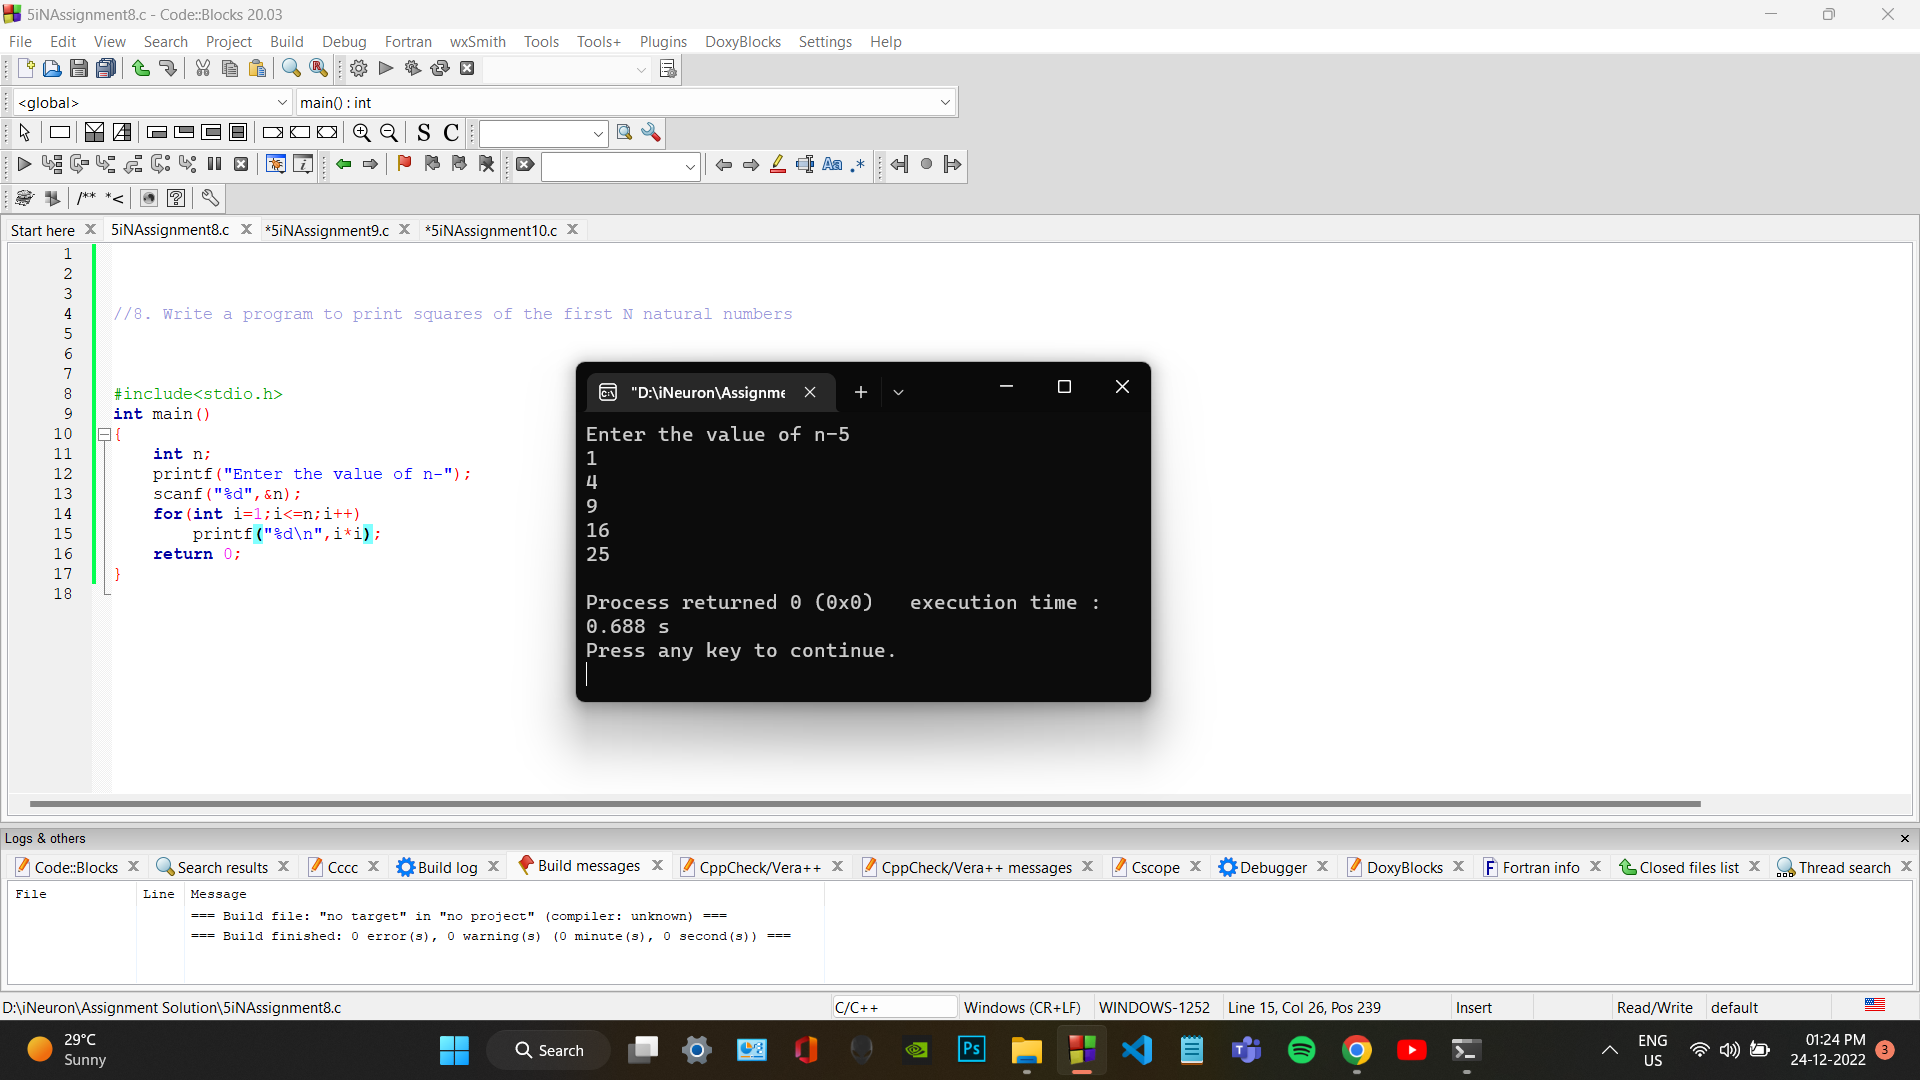 5iNAssignment8.c - Code::Blocks 20.03
File Edit View Search Project Build Debug Fortran wxSmith Tools Tools+ Plugins DoxyBlocks Settings Help
<global> main() : int
S C
Aa .*
/** *<
Start here 5iNAssignment8.c *5iNAssignment9.c *5iNAssignment10.c
1
2
3
4 //8. Write a program to print squares of the first N natural numbers
5
6
7
8 #include<stdio.h>
9 int main()
10 {
11 int n;
12 printf("Enter the value of n-");
13 scanf("%d",&n);
14 for(int i=1;i<=n;i++)
15 printf("%d\n",i*i);
16 return 0;
17 }
18
"D:\iNeuron\Assignme
Enter the value of n-5
1
4
9
16
25
Process returned 0 (0x0) execution time :
0.688 s
Press any key to continue.
Logs & others
Code::Blocks Search results Cccc Build log Build messages CppCheck/Vera++ CppCheck/Vera++ messages Cscope Debugger DoxyBlocks Fortran info Closed files list Thread search
File Line Message
=== Build file: "no target" in "no project" (compiler: unknown) ===
=== Build finished: 0 error(s), 0 warning(s) (0 minute(s), 0 second(s)) ===
D:\iNeuron\Assignment Solution\5iNAssignment8.c C/C++ Windows (CR+LF) WINDOWS-1252 Line 15, Col 26, Pos 239 Insert Read/Write default
29°C
Sunny
Search
Ps
ENG
US
01:24 PM
24-12-2022
3